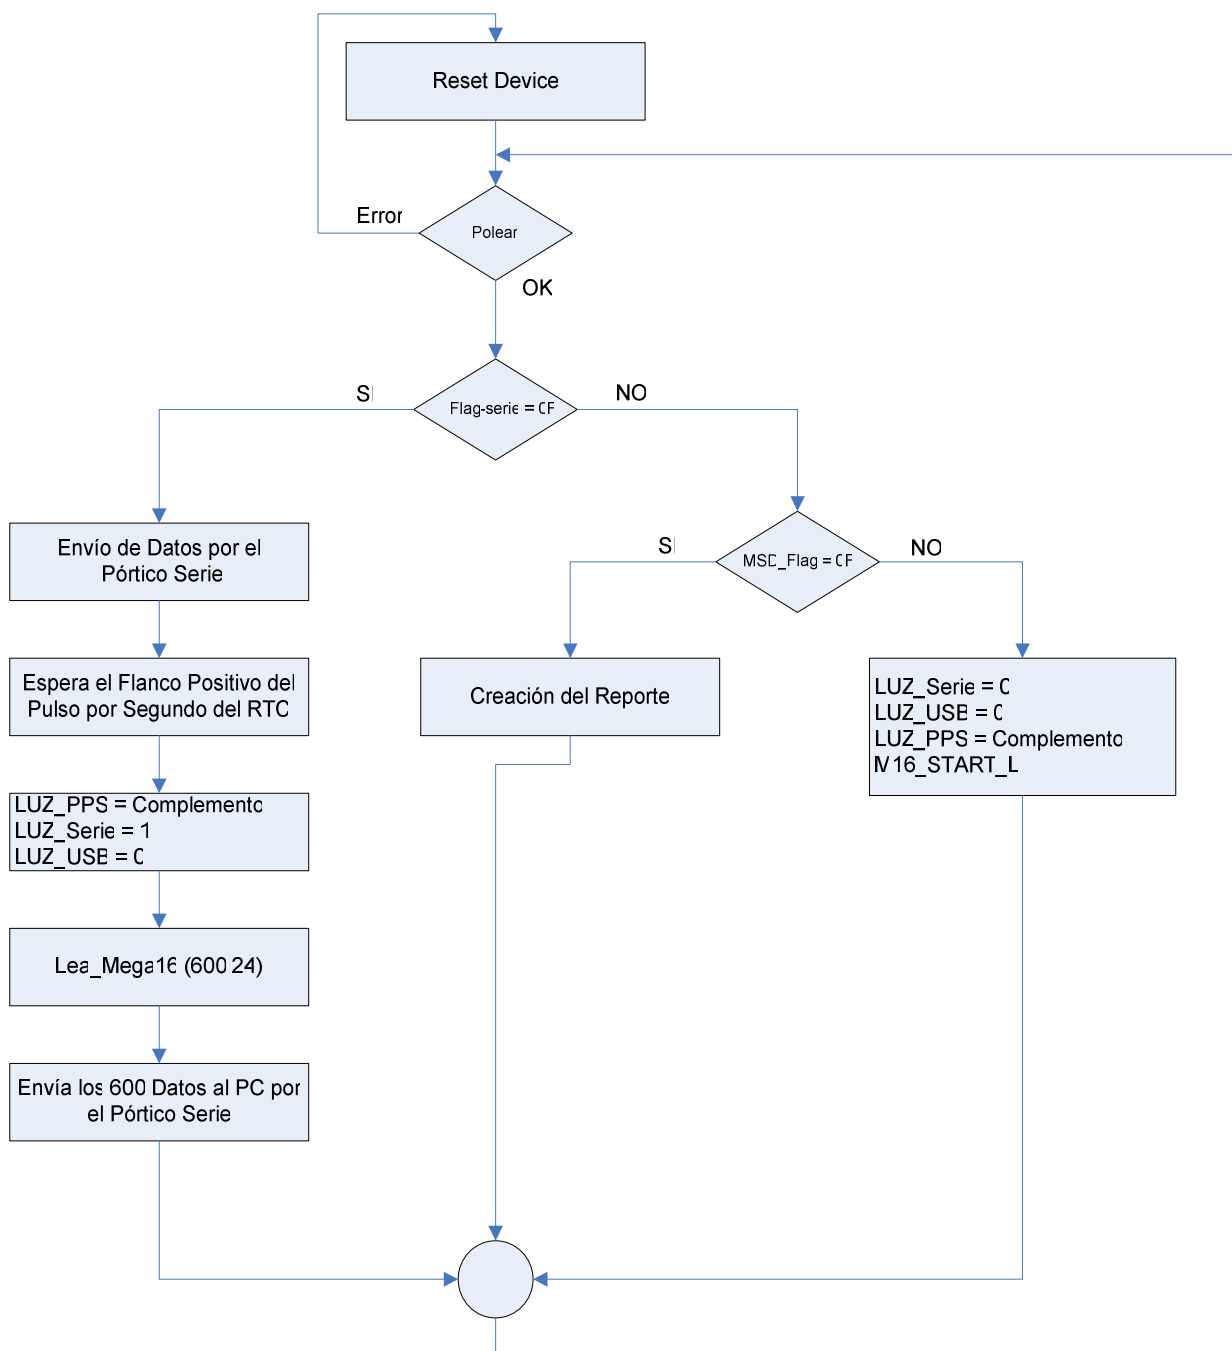 Reset Device
Error
Polear
OK
SI
Flag-serie =
NO
Envío de Datos por el
Pórtico Serie
SI
MSD_Flag =
NO
Espera el Flanco Positivo del
Pulso por Segundo del RTC
Creación del Reporte
LUZ_Serie = 0
LUZ_USB = 0
LUZ_PPS = Complemento
M16_START_L
LUZ_PPS = Complemento
LUZ_Serie = 1
LUZ_USB = 0
Lea_Mega16 (600,24)
Envía los 600 Datos al PC por
el Pórtico Serie